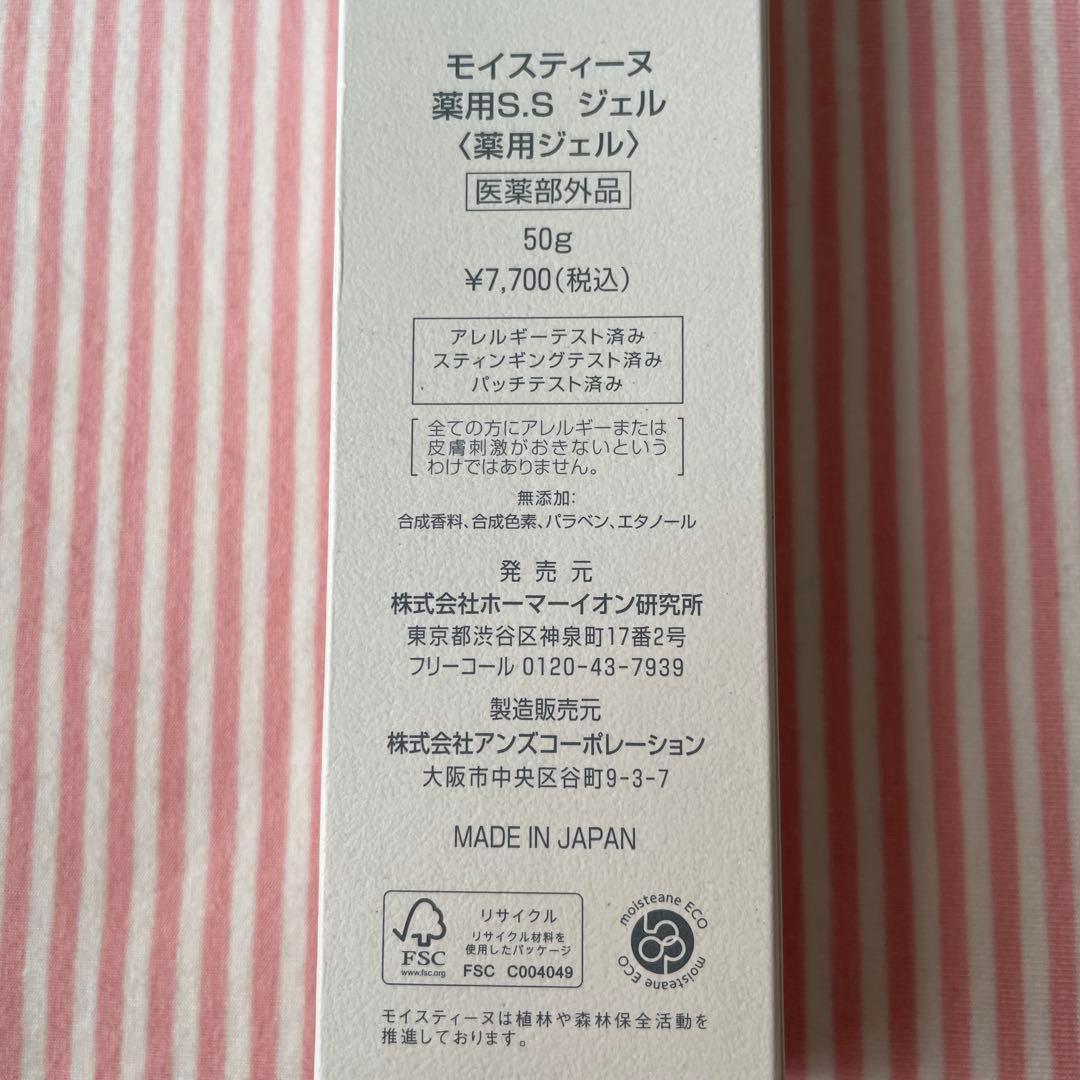 モイスティーヌ
薬用S.S ジェル
〈薬用ジェル〉
医薬部外品
50g
¥7,700(税込)
アレルギーテスト済み
スティンギングテスト済み
パッチテスト済み
全ての方にアレルギーまたは
皮膚刺激がおきないという
わけではありません。
無添加:
合成香料、合成色素、パラベン、エタノール
発売元
株式会社ホーマーイオン研究所
東京都渋谷区神泉町17番2号
フリーコール 0120-43-7939
製造販売元
株式会社アンズコーポレーション
大阪市中央区谷町9-3-7
MADE IN JAPAN
FSC
www.fsc.org
リサイクル
リサイクル材料を
使用したパッケージ
FSC C004049
moisteane ECO
moisteane ECO
モイスティーヌは植林や森林保全活動を
推進しております。